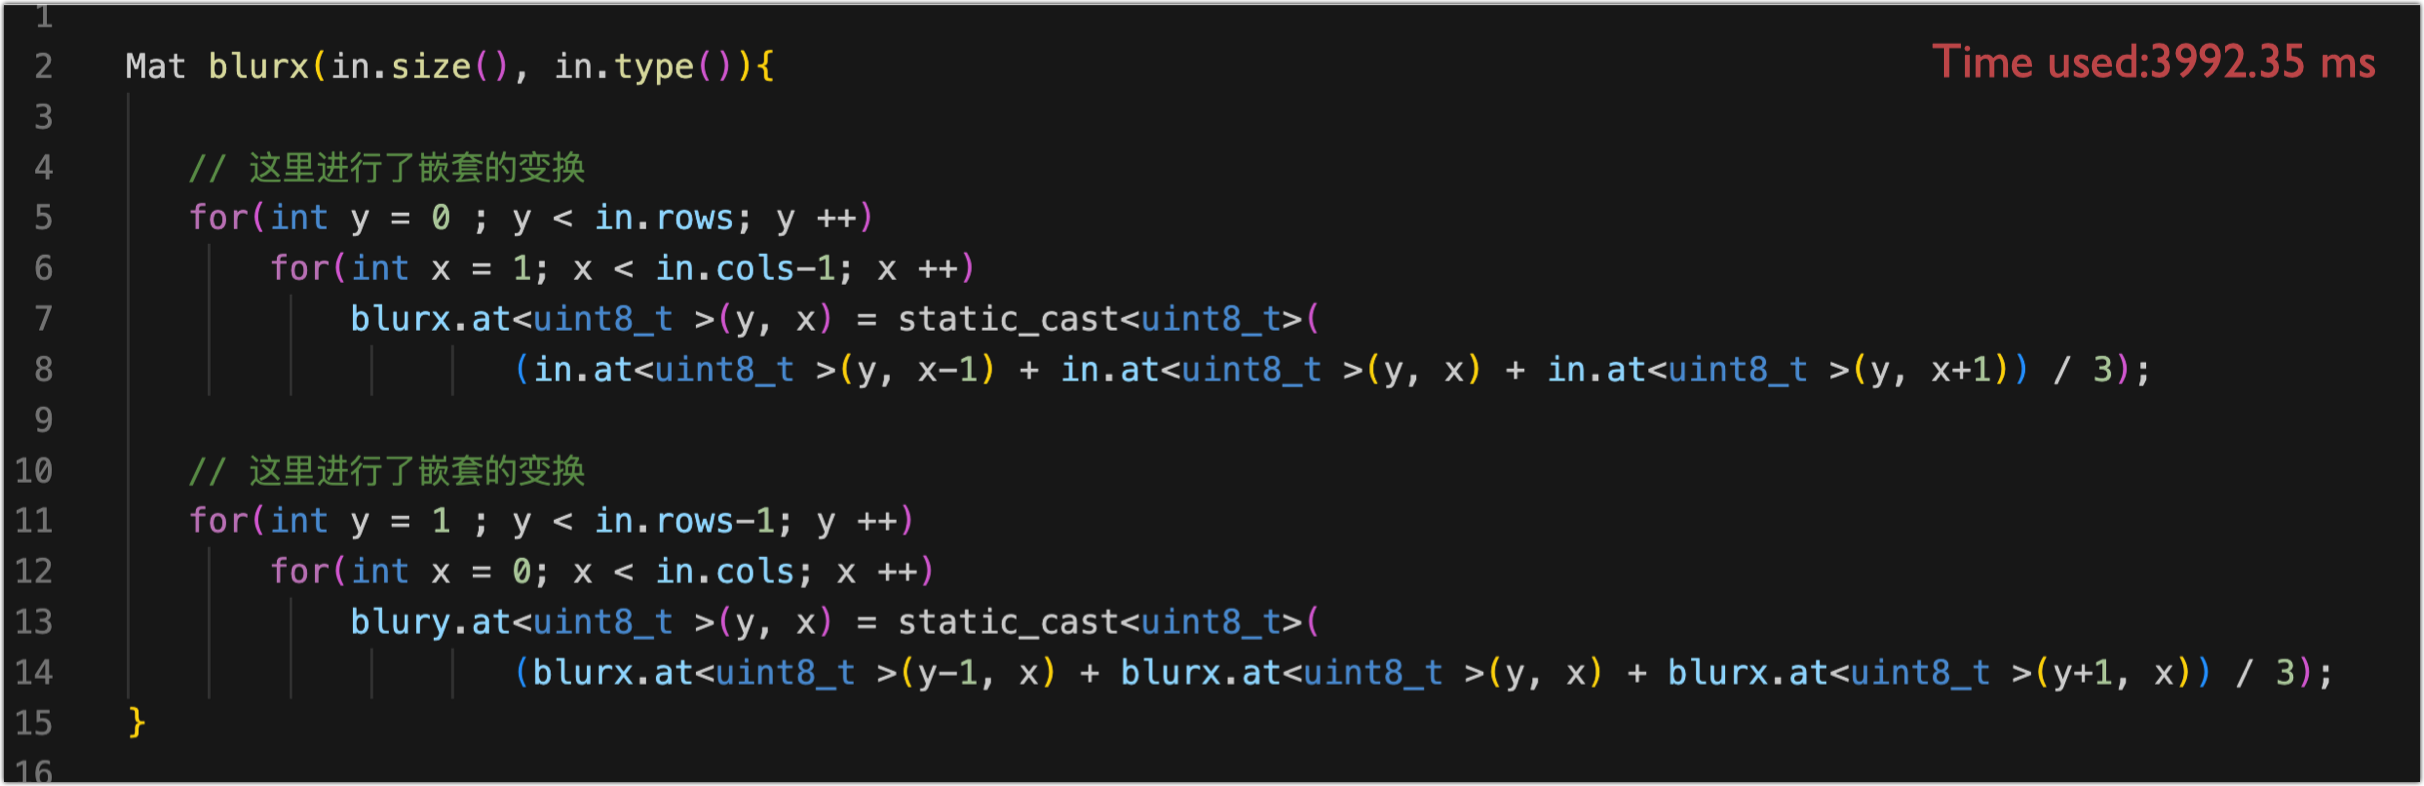 1
2 Mat blurx(in.size(), in.type()){
Time used:3992.35 ms
3
4 // 这里进行了嵌套的变换
5 for(int y = 0 ; y < in.rows; y ++)
6 for(int x = 1; x < in.cols-1; x ++)
7 blurx.at<uint8_t >(y, x) = static_cast<uint8_t>(
8 (in.at<uint8_t >(y, x-1) + in.at<uint8_t >(y, x) + in.at<uint8_t >(y, x+1)) / 3);
9
10 // 这里进行了嵌套的变换
11 for(int y = 1 ; y < in.rows-1; y ++)
12 for(int x = 0; x < in.cols; x ++)
13 blury.at<uint8_t >(y, x) = static_cast<uint8_t>(
14 (blurx.at<uint8_t >(y-1, x) + blurx.at<uint8_t >(y, x) + blurx.at<uint8_t >(y+1, x)) / 3);
15 }
16